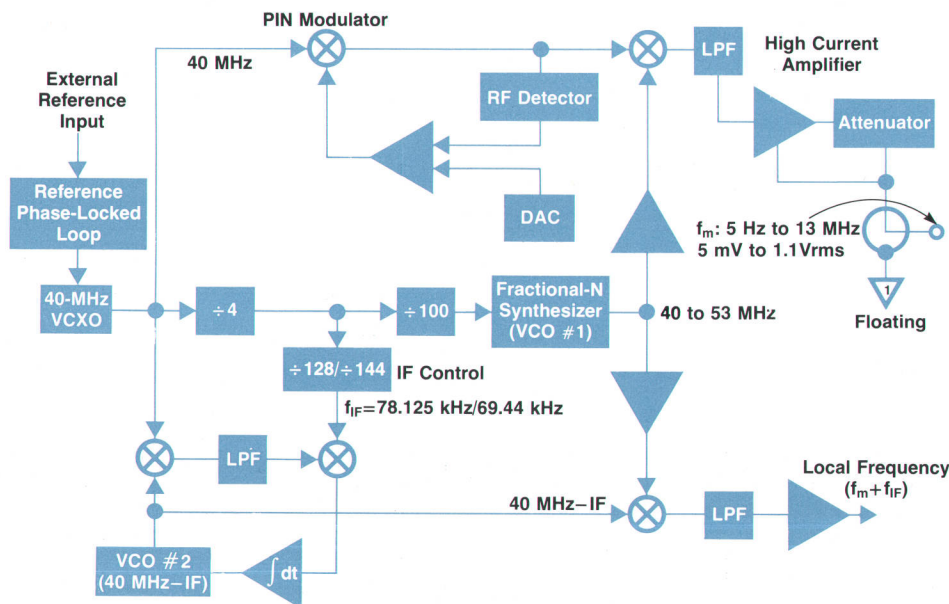 PIN Modulator
40 MHz
LPF
High Current
Amplifier
External
Reference
Input
RF Detector
Attenuator
Reference
Phase-Locked
Loop
DAC
fₘ: 5 Hz to 13 MHz
5 mV to 1.1Vrms
1
Floating
40-MHz
VCXO
÷4
÷100
Fractional-N
Synthesizer
(VCO #1)
40 to 53 MHz
÷128/÷144
IF Control
f_IF=78.125 kHz/69.44 kHz
LPF
Local Frequency
(fₘ+f_IF)
40 MHz−IF
LPF
VCO #2
(40 MHz−IF)
∫dt